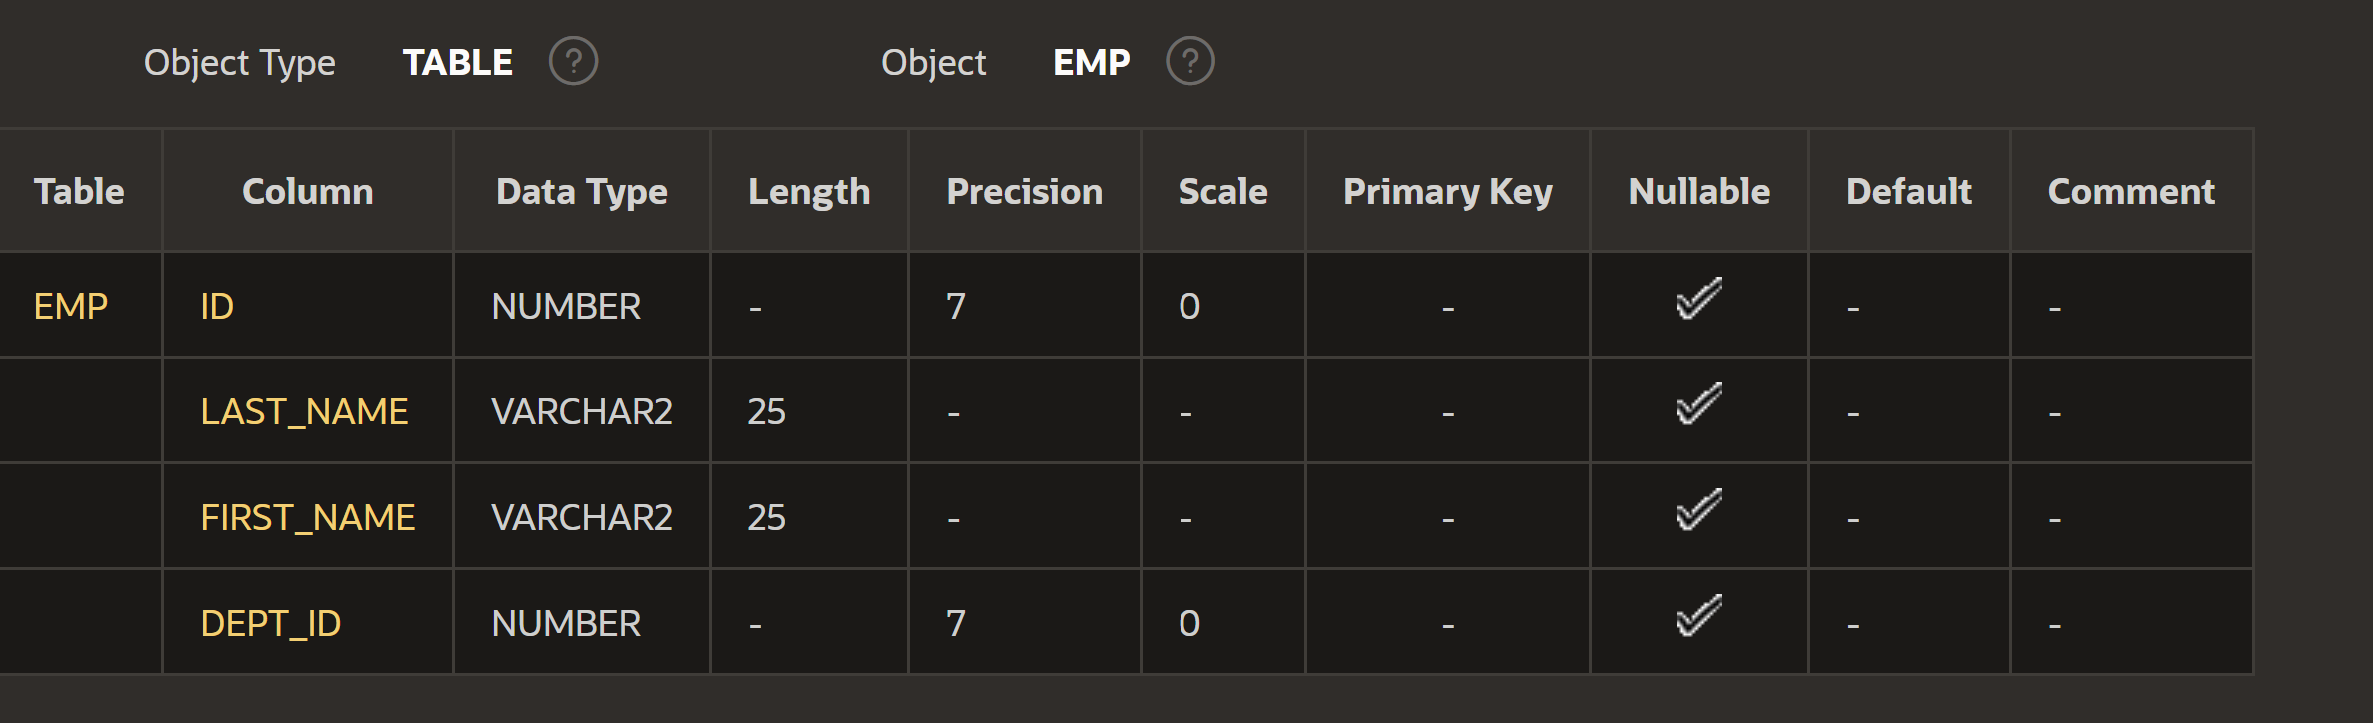 Object Type TABLE ? Object EMP ?
Table Column Data Type Length Precision Scale Primary Key Nullable Default Comment
EMP ID NUMBER - 7 0 - - -
LAST_NAME VARCHAR2 25 - - - - -
FIRST_NAME VARCHAR2 25 - - - - -
DEPT_ID NUMBER - 7 0 - - -